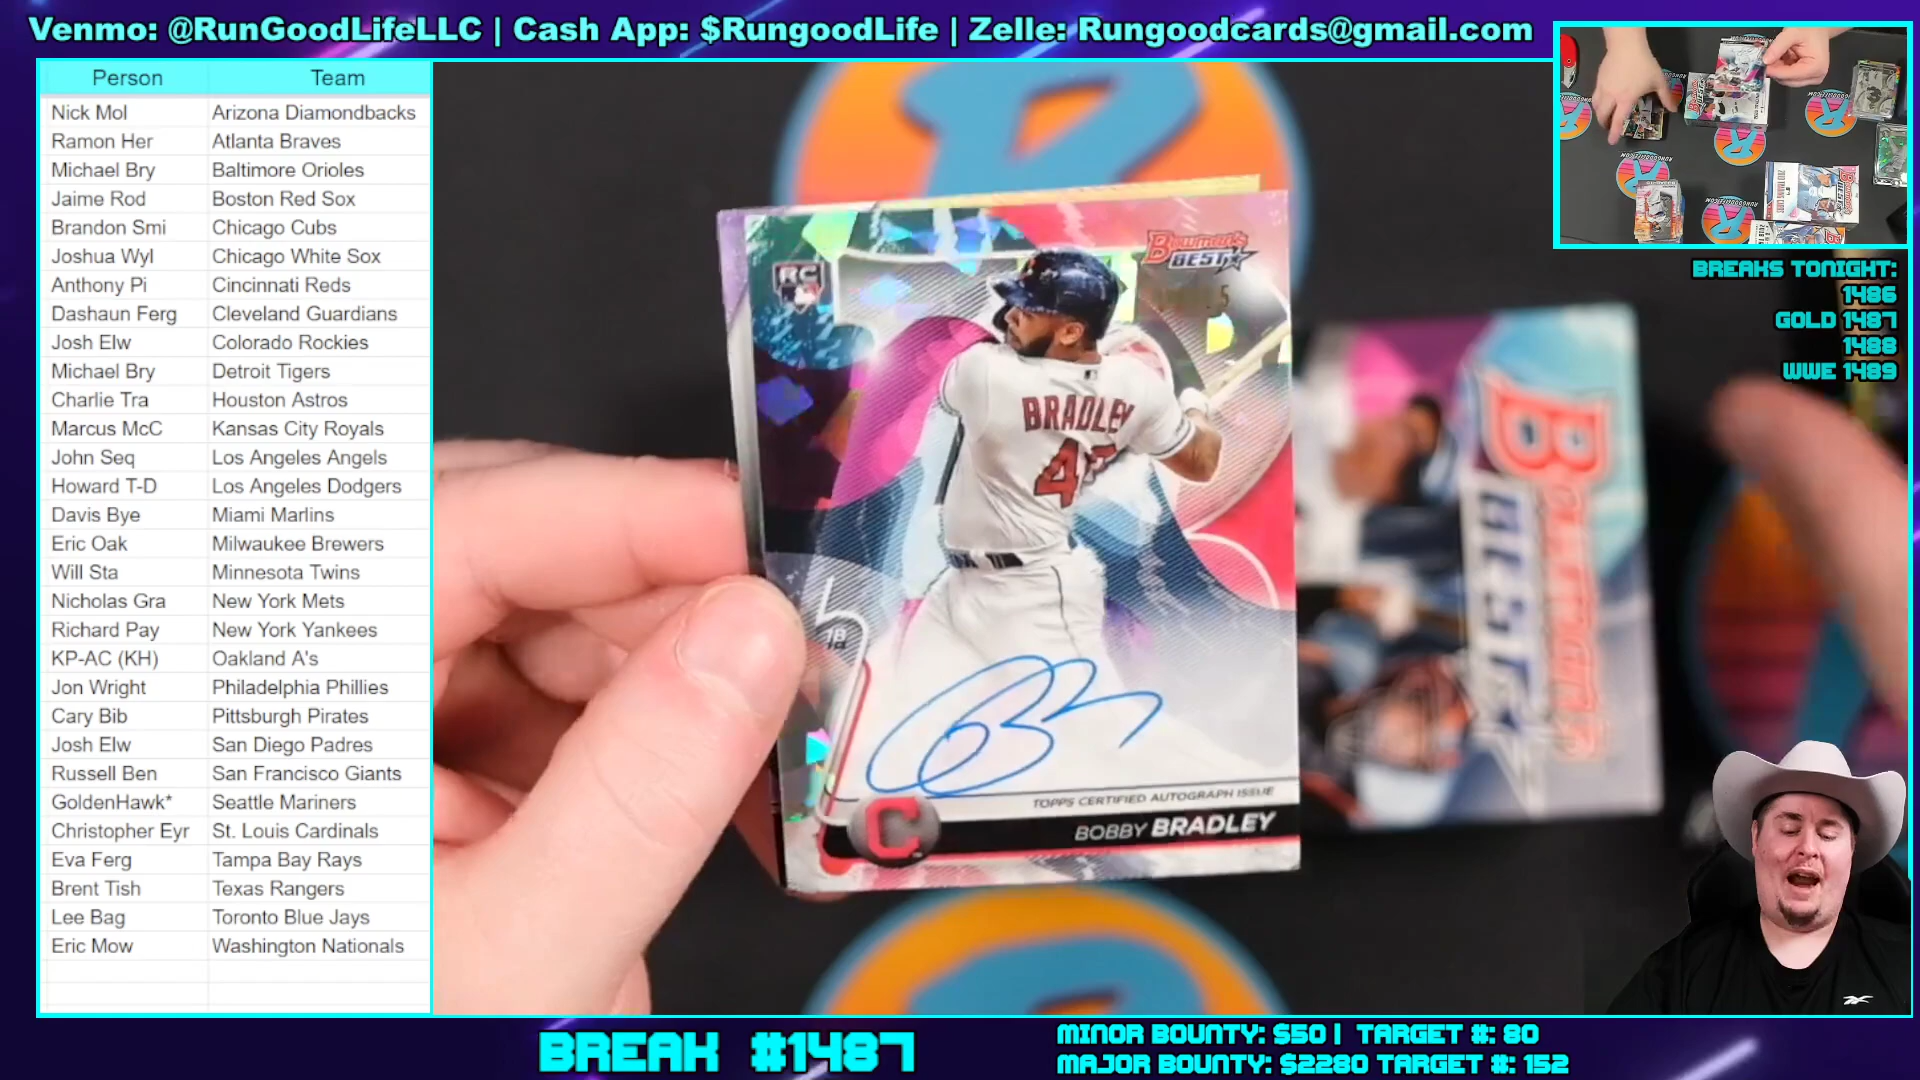 Venmo: @RunGoodLifeLLC | Cash App: $RungoodLife | Zelle: Rungoodcards@gmail.com
Person Team
Nick Mol Arizona Diamondbacks
Ramon Her Atlanta Braves
Michael Bry Baltimore Orioles
Jaime Rod Boston Red Sox
Brandon Smi Chicago Cubs
Joshua Wyl Chicago White Sox
Anthony Pi Cincinnati Reds
Dashaun Ferg Cleveland Guardians
Josh Elw Colorado Rockies
Michael Bry Detroit Tigers
Charlie Tra Houston Astros
Marcus McC Kansas City Royals
John Seq Los Angeles Angels
Howard T-D Los Angeles Dodgers
Davis Bye Miami Marlins
Eric Oak Milwaukee Brewers
Will Sta Minnesota Twins
Nicholas Gra New York Mets
Richard Pay New York Yankees
KP-AC (KH) Oakland A's
Jon Wright Philadelphia Phillies
Cary Bib Pittsburgh Pirates
Josh Elw San Diego Padres
Russell Ben San Francisco Giants
GoldenHawk* Seattle Mariners
Christopher Eyr St. Louis Cardinals
Eva Ferg Tampa Bay Rays
Brent Tish Texas Rangers
Lee Bag Toronto Blue Jays
Eric Mow Washington Nationals
RC
Bowman's
BEST
BRADLEY
TOPPS CERTIFIED AUTOGRAPH ISSUE
C
BOBBY BRADLEY
Bowman's
BEST
BREAKS TONIGHT:
1486
GOLD 1487
1488
WWE 1489
BREAK #1487
MINOR BOUNTY: $50 | TARGET #: 80
MAJOR BOUNTY: $2280 TARGET #: 152